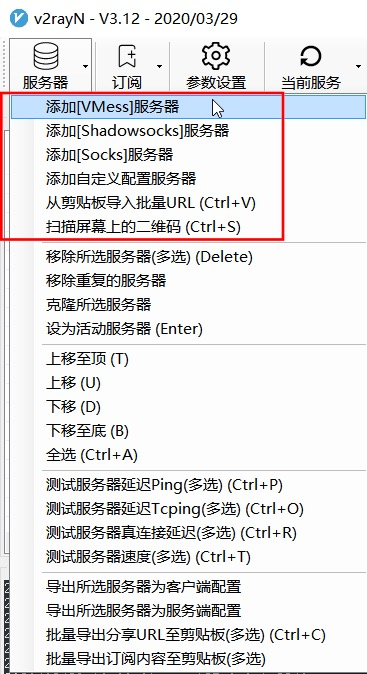 v2rayN - V3.12 - 2020/03/29
服务器 订阅 参数设置 当前服务
添加[VMess]服务器
添加[Shadowsocks]服务器
添加[Socks]服务器
添加自定义配置服务器
从剪贴板导入批量URL (Ctrl+V)
扫描屏幕上的二维码 (Ctrl+S)
移除所选服务器(多选) (Delete)
移除重复的服务器
克隆所选服务器
设为活动服务器 (Enter)
上移至顶 (T)
上移 (U)
下移 (D)
下移至底 (B)
全选 (Ctrl+A)
测试服务器延迟Ping(多选) (Ctrl+P)
测试服务器延迟Tcping(多选) (Ctrl+O)
测试服务器真连接延迟(多选) (Ctrl+R)
测试服务器速度(多选) (Ctrl+T)
导出所选服务器为客户端配置
导出所选服务器为服务端配置
批量导出分享URL至剪贴板(多选) (Ctrl+C)
批量导出订阅内容至剪贴板(多选)